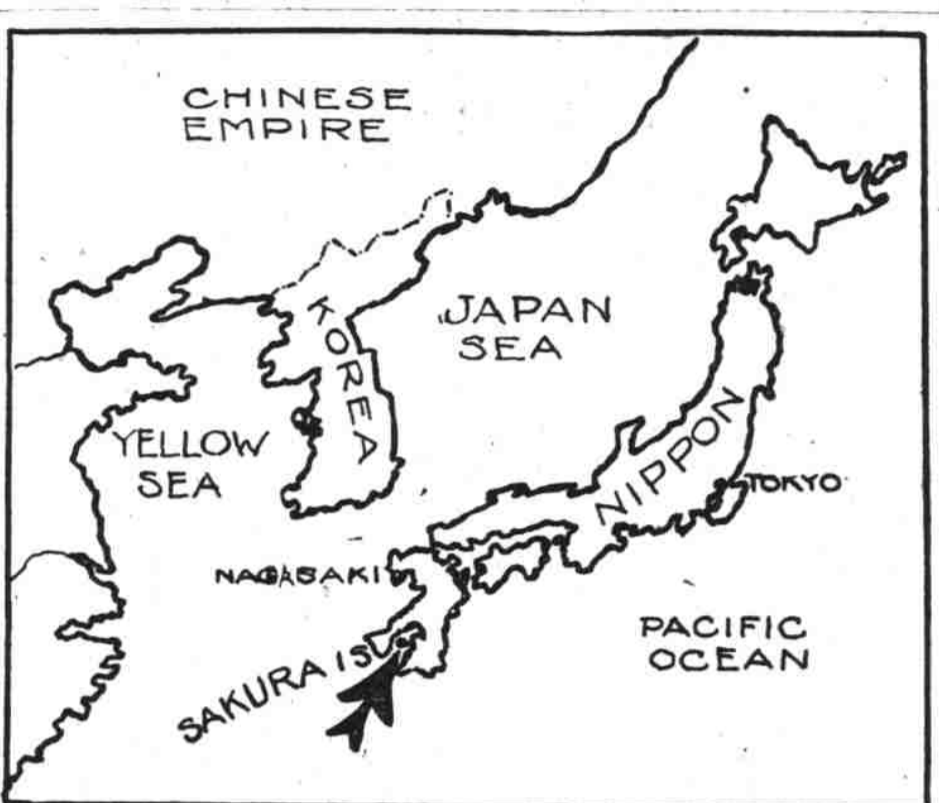 CHINESE
EMPIRE
KOREA
JAPAN
SEA
YELLOW
SEA
NIPPON
TOKYO
NAGASAKI
SAKURA IS
PACIFIC
OCEAN